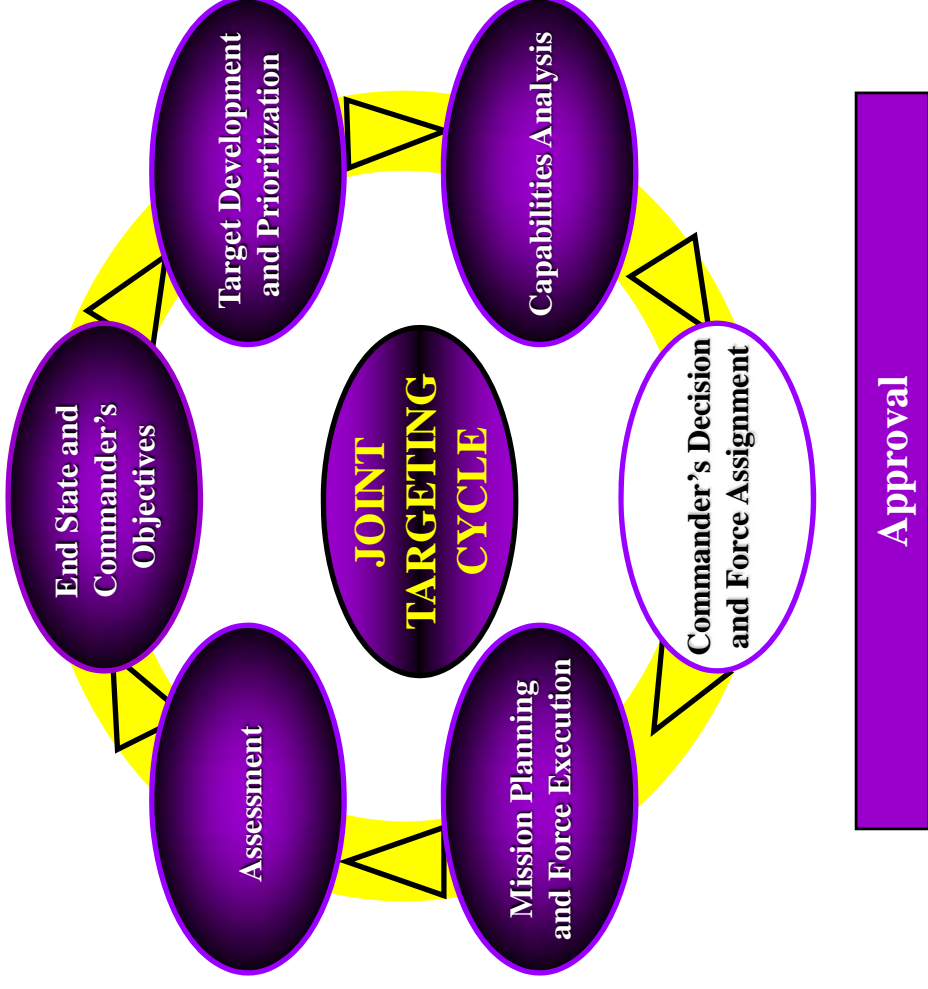 End State and
Commander’s
Objectives
Assessment
Target Development
and Prioritization
JOINT
TARGETING
CYCLE
Mission Planning
and Force Execution
Capabilities Analysis
Commander’s Decision
and Force Assignment
Approval